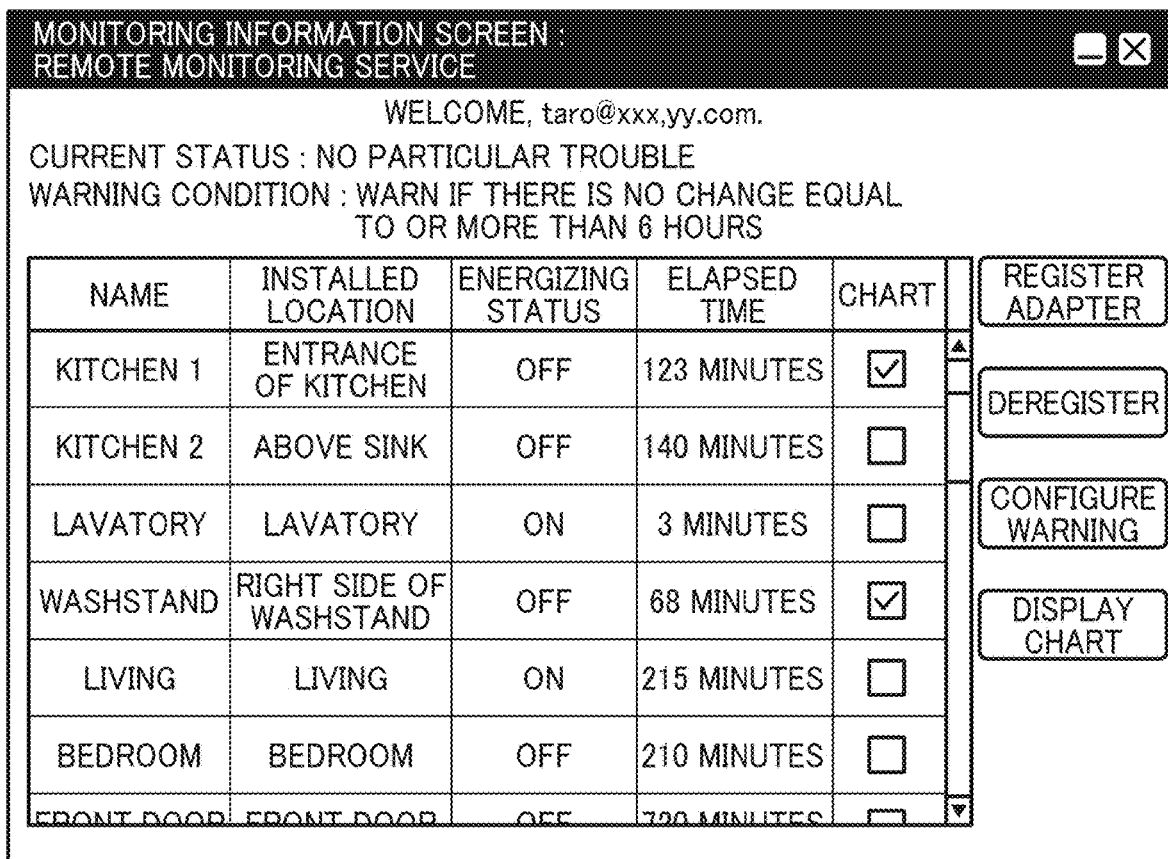 MONITORING INFORMATION SCREEN :
REMOTE MONITORING SERVICE
WELCOME, taro@xxx,yy.com.
CURRENT STATUS : NO PARTICULAR TROUBLE
WARNING CONDITION : WARN IF THERE IS NO CHANGE EQUAL
TO OR MORE THAN 6 HOURS
NAME INSTALLED LOCATION ENERGIZING STATUS ELAPSED TIME CHART
KITCHEN 1 ENTRANCE OF KITCHEN OFF 123 MINUTES
KITCHEN 2 ABOVE SINK OFF 140 MINUTES
LAVATORY LAVATORY ON 3 MINUTES
WASHSTAND RIGHT SIDE OF WASHSTAND OFF 68 MINUTES
LIVING LIVING ON 215 MINUTES
BEDROOM BEDROOM OFF 210 MINUTES
FRONT DOOR FRONT DOOR OFF 720 MINUTES
REGISTER
ADAPTER
DEREGISTER
CONFIGURE
WARNING
DISPLAY
CHART